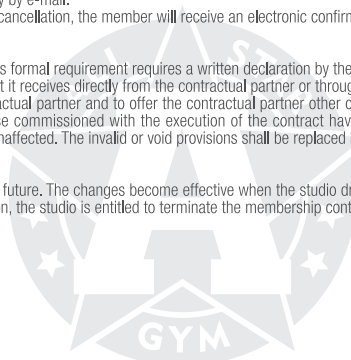 y by e-mail.
cancellation, the member will receive an electronic confirm
s formal requirement requires a written declaration by the
t it receives directly from the contractual partner or throug
actual partner and to offer the contractual partner other c
e commissioned with the execution of the contract hav
naffected. The invalid or void provisions shall be replaced
future. The changes become effective when the studio dr
on, the studio is entitled to terminate the membership cont
GYM